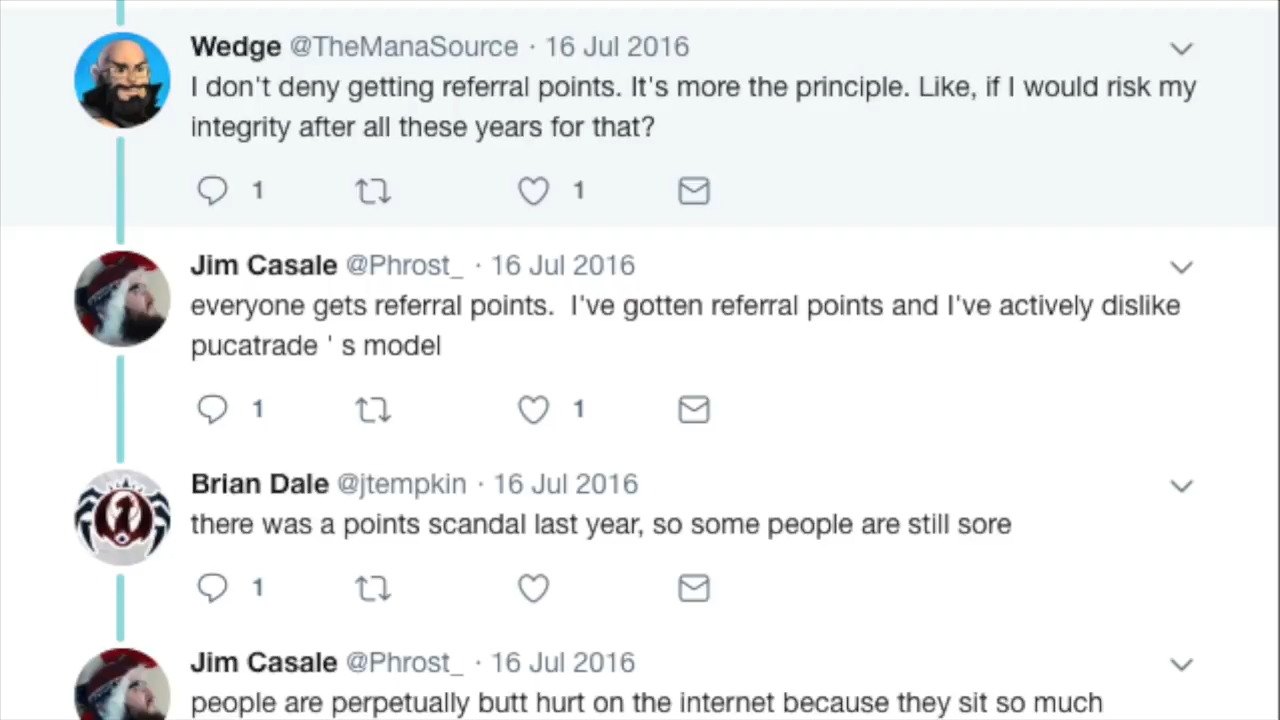 Wedge @TheManaSource · 16 Jul 2016
I don't deny getting referral points. It's more the principle. Like, if I would risk my
integrity after all these years for that?
1 1
Jim Casale @Phrost_ · 16 Jul 2016
everyone gets referral points.  I've gotten referral points and I've actively dislike
pucatrade ' s model
1 1
Brian Dale @jtempkin · 16 Jul 2016
there was a points scandal last year, so some people are still sore
1
Jim Casale @Phrost_ · 16 Jul 2016
people are perpetually butt hurt on the internet because they sit so much